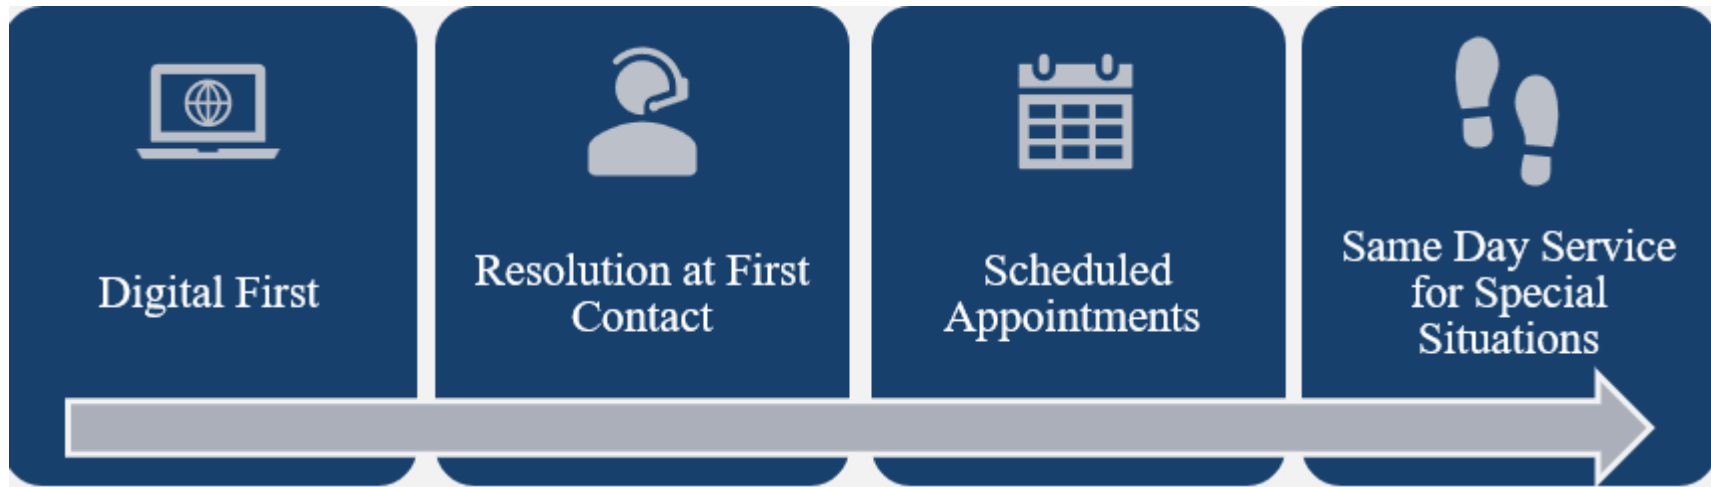 Digital First
Resolution at First
Contact
Scheduled
Appointments
Same Day Service
for Special
Situations